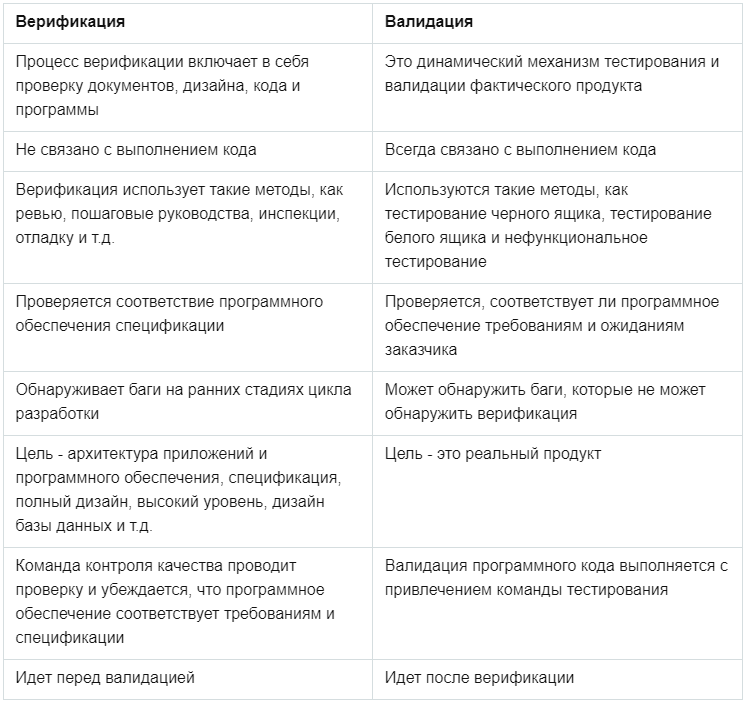 Верификация
Валидация
Процесс верификации включает в себя
проверку документов, дизайна, кода и
программы
Это динамический механизм тестирования и
валидации фактического продукта
Не связано с выполнением кода
Всегда связано с выполнением кода
Верификация использует такие методы, как
ревью, пошаговые руководства, инспекции,
отладку и т.д.
Используются такие методы, как
тестирование черного ящика, тестирование
белого ящика и нефункциональное
тестирование
Проверяется соответствие программного
обеспечения спецификации
Проверяется, соответствует ли программное
обеспечение требованиям и ожиданиям
заказчика
Обнаруживает баги на ранних стадиях цикла
разработки
Может обнаружить баги, которые не может
обнаружить верификация
Цель - архитектура приложений и
программного обеспечения, спецификация,
полный дизайн, высокий уровень, дизайн
базы данных и т.д.
Цель - это реальный продукт
Команда контроля качества проводит
проверку и убеждается, что программное
обеспечение соответствует требованиям и
спецификации
Валидация программного кода выполняется с
привлечением команды тестирования
Идет перед валидацией
Идет после верификации